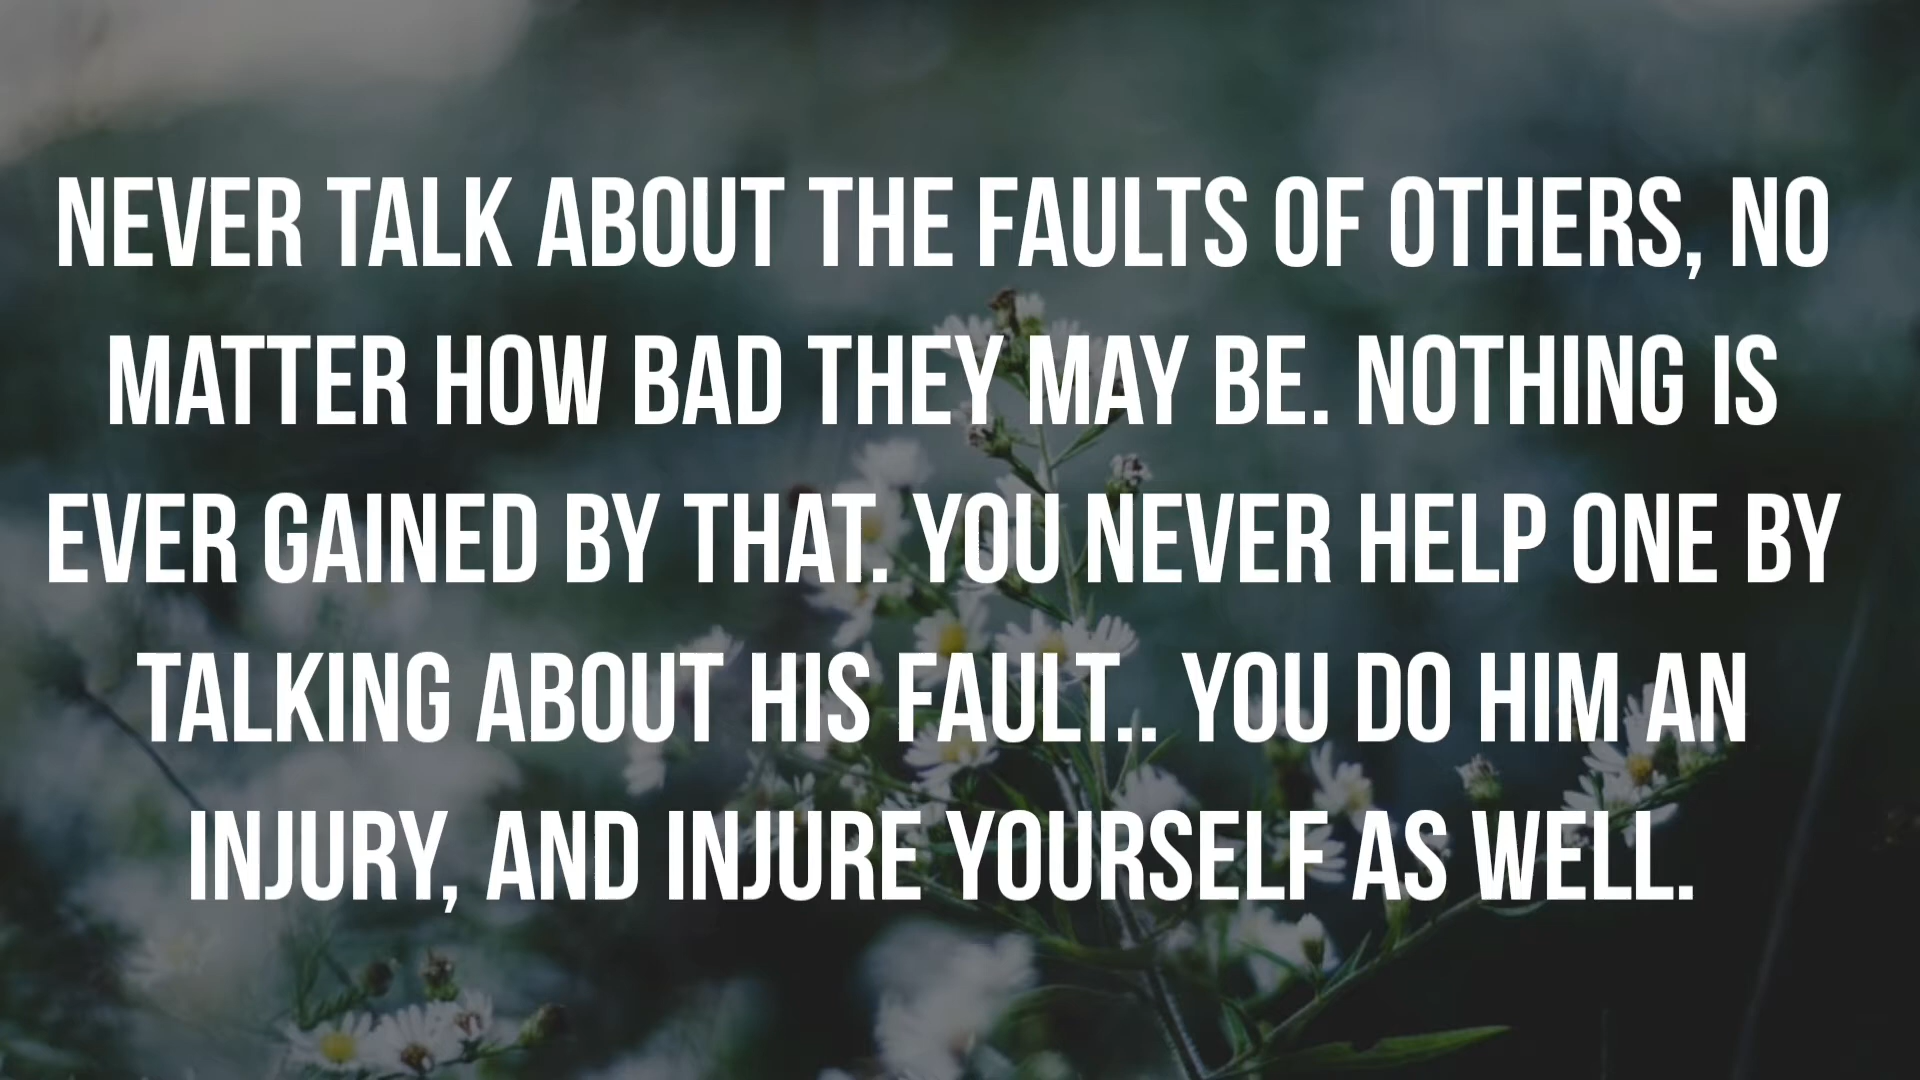 NEVER TALK ABOUT THE FAULTS OF OTHERS, NO
MATTER HOW BAD THEY MAY BE. NOTHING IS
EVER GAINED BY THAT. YOU NEVER HELP ONE BY
TALKING ABOUT HIS FAULT.. YOU DO HIM AN
INJURY, AND INJURE YOURSELF AS WELL.